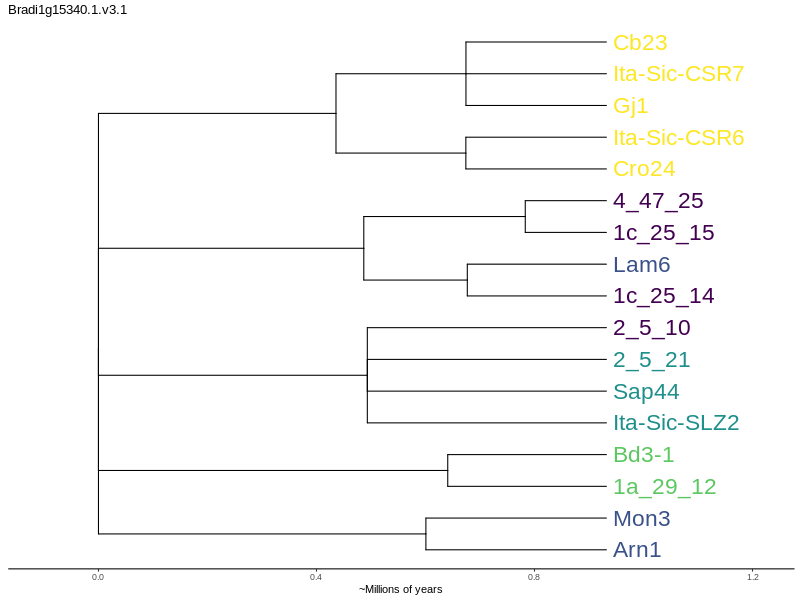 Bradi1g15340.1.v3.1
Cb23
Ita-Sic-CSR7
Gj1
Ita-Sic-CSR6
Cro24
4_47_25
1c_25_15
Lam6
1c_25_14
2_5_10
2_5_21
Sap44
Ita-Sic-SLZ2
Bd3-1
1a_29_12
Mon3
Arn1
0.0 0.4 0.8 1.2
~Millions of years